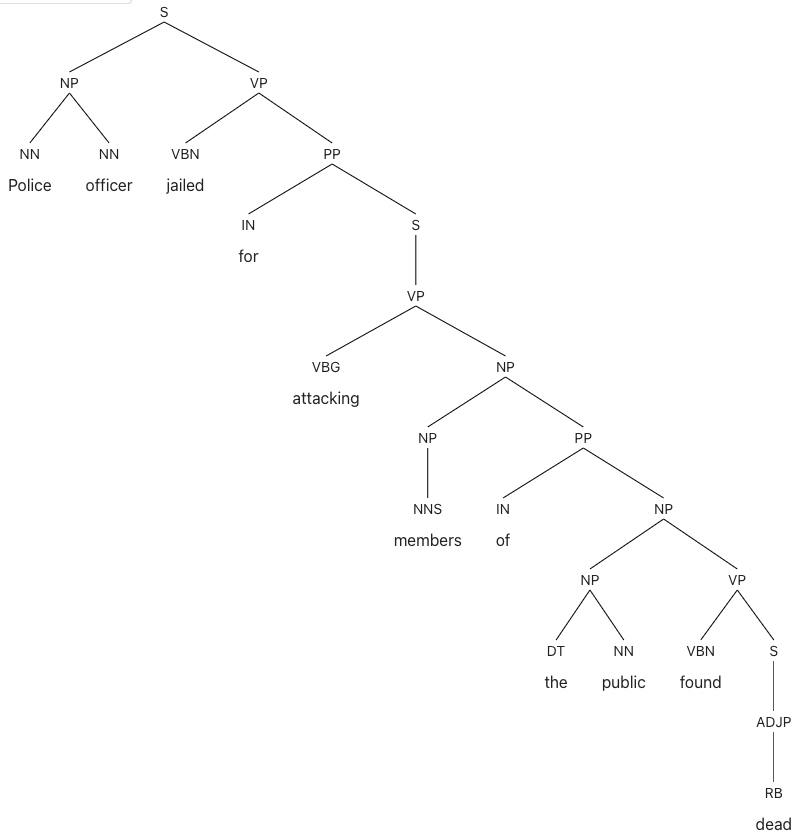 S
NP VP
NN NN VBN PP
Police officer jailed
IN S
for
VP
VBG NP
attacking
NP PP
NNS IN NP
members of
NP VP
DT NN VBN S
the public found
ADJP
RB
dead